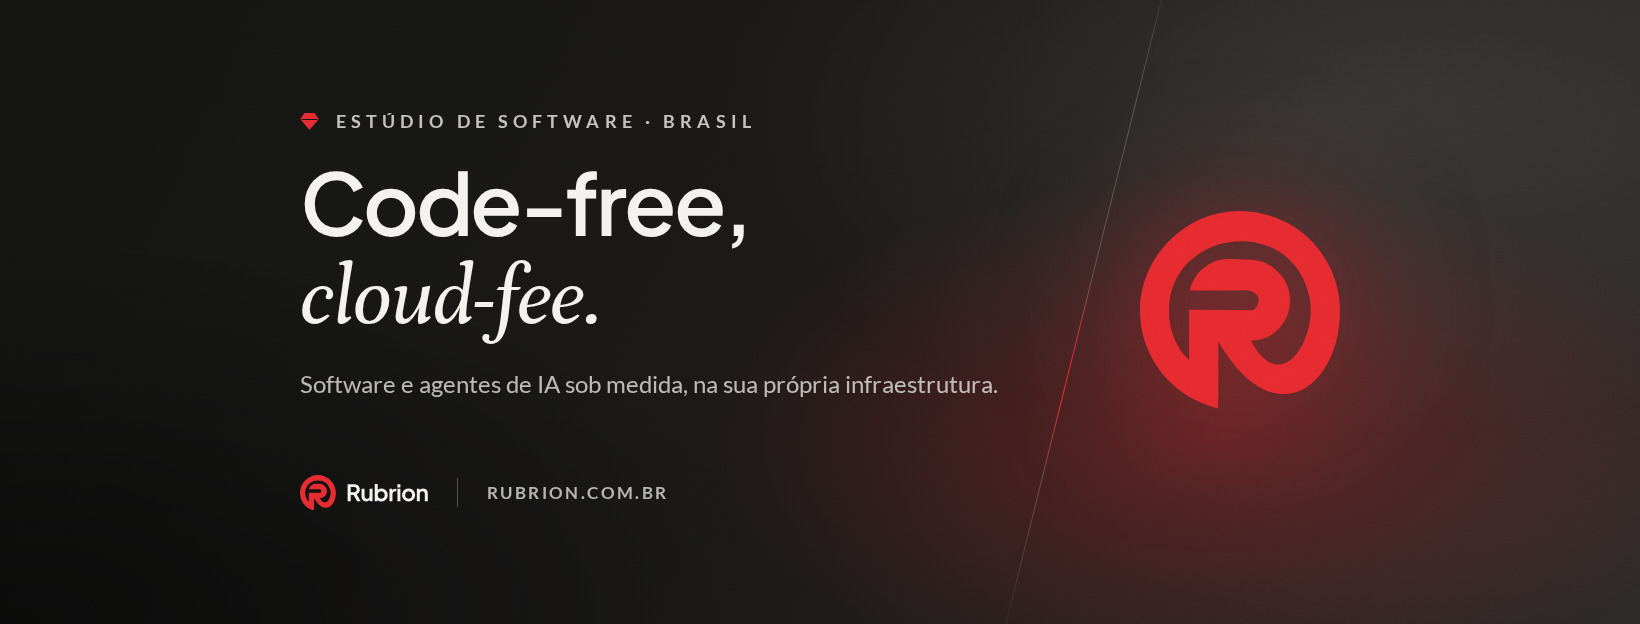 ESTÚDIO DE SOFTWARE · BRASIL
Code-free,
cloud-fee.
Software e agentes de IA sob medida, na sua própria infraestrutura.
Rubrion
RUBRION.COM.BR